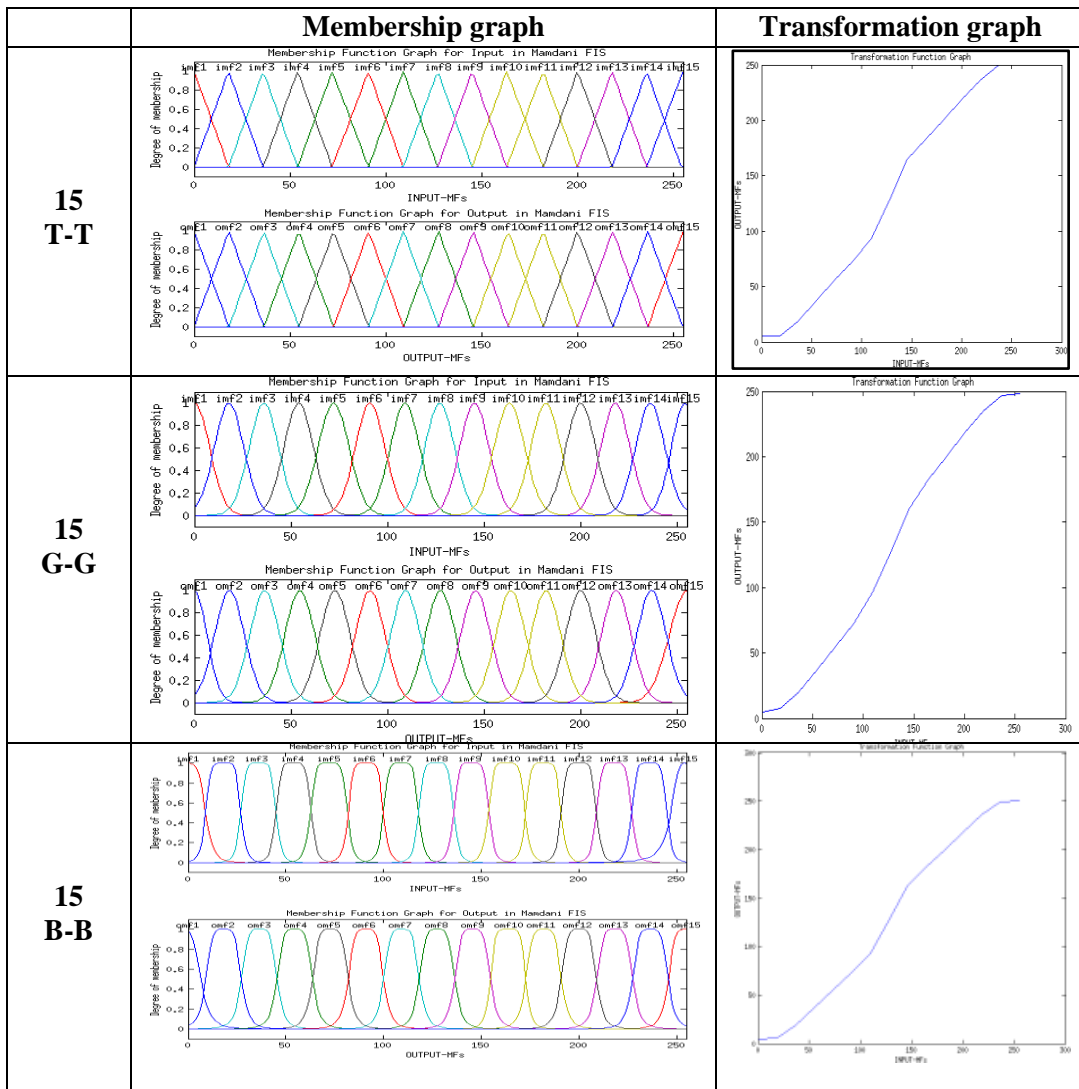 Membership graph
Transformation graph
15
T-T
Membership Function Graph for Input in Mamdani FIS
imf1 imf2 imf3 imf4 imf5 imf6 imf7 imf8 imf9 imf10 imf11 imf12 imf13 imf14 imf15
1
0.8
0.6
0.4
0.2
0
Degree of membership
0 50 100 150 200 250
INPUT-MFs
Membership Function Graph for Output in Mamdani FIS
omf1 omf2 omf3 omf4 omf5 omf6 omf7 omf8 omf9 omf10 omf11 omf12 omf13 omf14 omf15
1
0.8
0.6
0.4
0.2
0
Degree of membership
0 50 100 150 200 250
OUTPUT-MFs
Transformation Function Graph
250
200
150
100
50
0
OUTPUT-MFs
0 50 100 150 200 250 300
INPUT-MFs
15
G-G
Membership Function Graph for Input in Mamdani FIS
imf1 imf2 imf3 imf4 imf5 imf6 imf7 imf8 imf9 imf10 imf11 imf12 imf13 imf14 imf15
1
0.8
0.6
0.4
0.2
0
Degree of membership
0 50 100 150 200 250
INPUT-MFs
Membership Function Graph for Output in Mamdani FIS
omf1 omf2 omf3 omf4 omf5 omf6 omf7 omf8 omf9 omf10 omf11 omf12 omf13 omf14 omf15
1
0.8
0.6
0.4
0.2
0
Degree of membership
0 50 100 150 200 250
OUTPUT-MFs
Transformation Function Graph
250
200
150
100
50
0
OUTPUT-MFs
0 50 100 150 200 250 300
INPUT-MFs
15
B-B
Membership Function Graph for Input in Mamdani FIS
imf1 imf2 imf3 imf4 imf5 imf6 imf7 imf8 imf9 imf10 imf11 imf12 imf13 imf14 imf15
1
0.8
0.6
0.4
0.2
0
Degree of membership
0 50 100 150 200 250
INPUT-MFs
Membership Function Graph for Output in Mamdani FIS
omf1 omf2 omf3 omf4 omf5 omf6 omf7 omf8 omf9 omf10 omf11 omf12 omf13 omf14 omf15
1
0.8
0.6
0.4
0.2
0
Degree of membership
0 50 100 150 200 250
OUTPUT-MFs
Transformation Function Graph
300
250
200
150
100
50
0
OUTPUT-MFs
0 50 100 150 200 250 300
INPUT-MFs